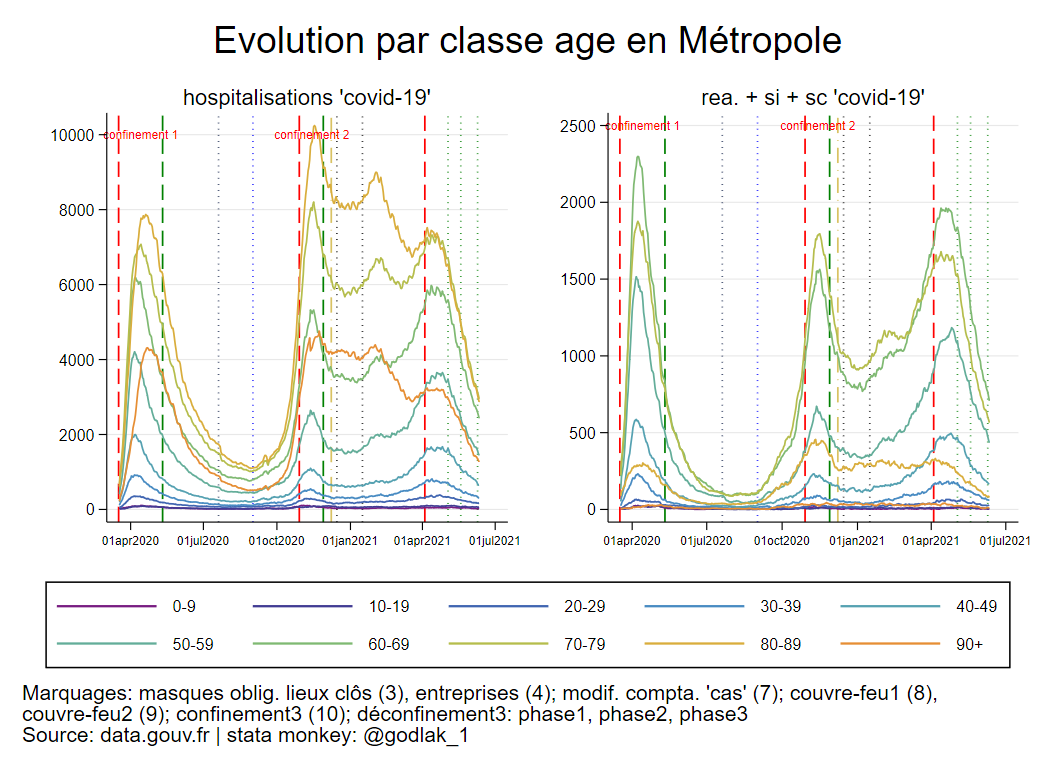 Evolution par classe age en Métropole
hospitalisations 'covid-19'
10000
8000
6000
4000
2000
0
confinement 1
confinement 2
01apr2020
01jul2020
01oct2020
01jan2021
01apr2021
01jul2021
rea. + si + sc 'covid-19'
2500
2000
1500
1000
500
0
confinement 1
confinement 2
01apr2020
01jul2020
01oct2020
01jan2021
01apr2021
01jul2021
0-9
10-19
20-29
30-39
40-49
50-59
60-69
70-79
80-89
90+
Marquages: masques oblig. lieux clôs (3), entreprises (4); modif. compta. 'cas' (7); couvre-feu1 (8),
couvre-feu2 (9); confinement3 (10); déconfinement3: phase1, phase2, phase3
Source: data.gouv.fr | stata monkey: @godlak_1